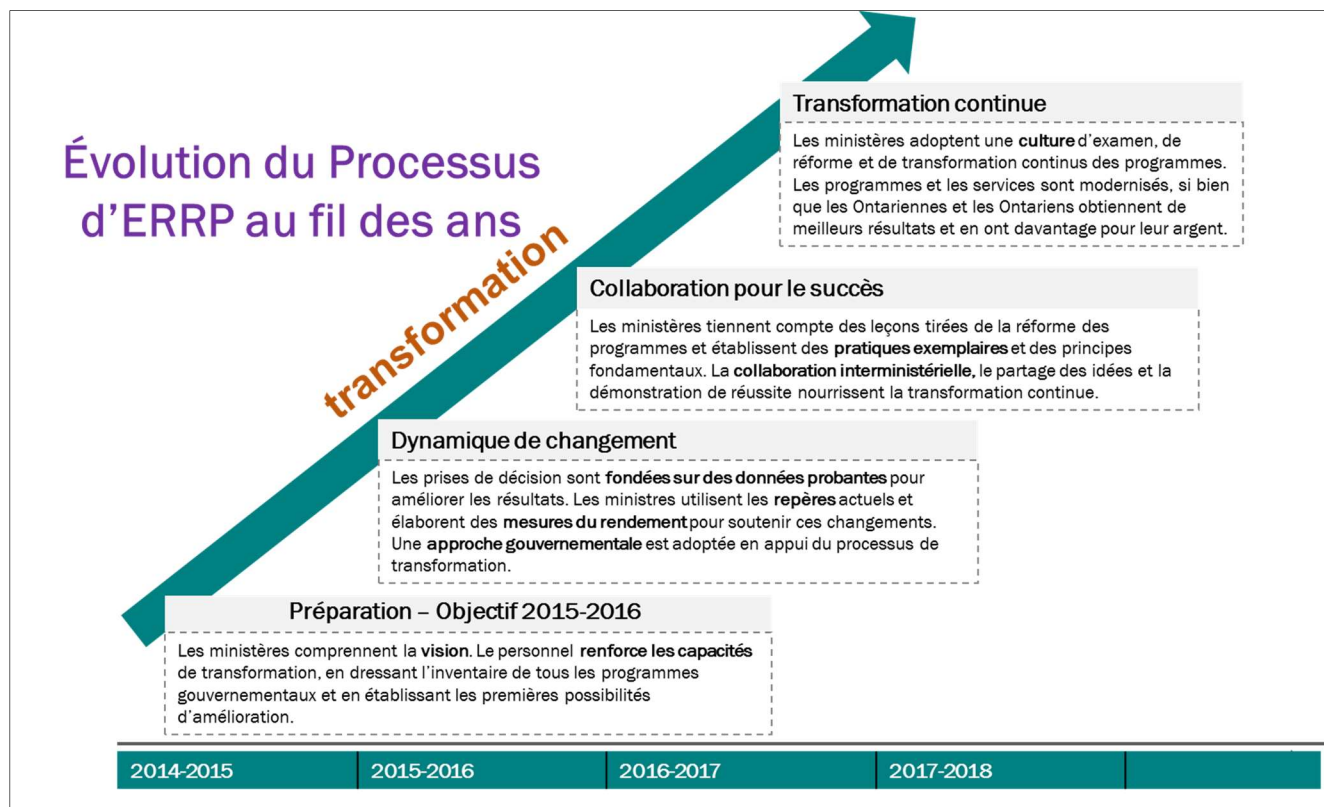 Évolution du Processus
d'ERRP au fil des ans
transformation
Transformation continue
Les ministères adoptent une culture d'examen, de
réforme et de transformation continus des programmes.
Les programmes et les services sont modernisés, si bien
que les Ontariennes et les Ontariens obtiennent de
meilleurs résultats et en ont davantage pour leur argent.
Collaboration pour le succès
Les ministères tiennent compte des leçons tirées de la réforme des
programmes et établissent des pratiques exemplaires et des principes
fondamentaux. La collaboration interministérielle, le partage des idées et la
démonstration de réussite nourrissent la transformation continue.
Dynamique de changement
Les prises de décision sont fondées sur des données probantes pour
améliorer les résultats. Les ministres utilisent les repères actuels et
élaborent des mesures du rendement pour soutenir ces changements.
Une approche gouvernementale est adoptée en appui du processus de
transformation.
Préparation – Objectif 2015-2016
Les ministères comprennent la vision. Le personnel renforce les capacités
de transformation, en dressant l'inventaire de tous les programmes
gouvernementaux et en établissant les premières possibilités
d'amélioration.
2014-2015 2015-2016 2016-2017 2017-2018